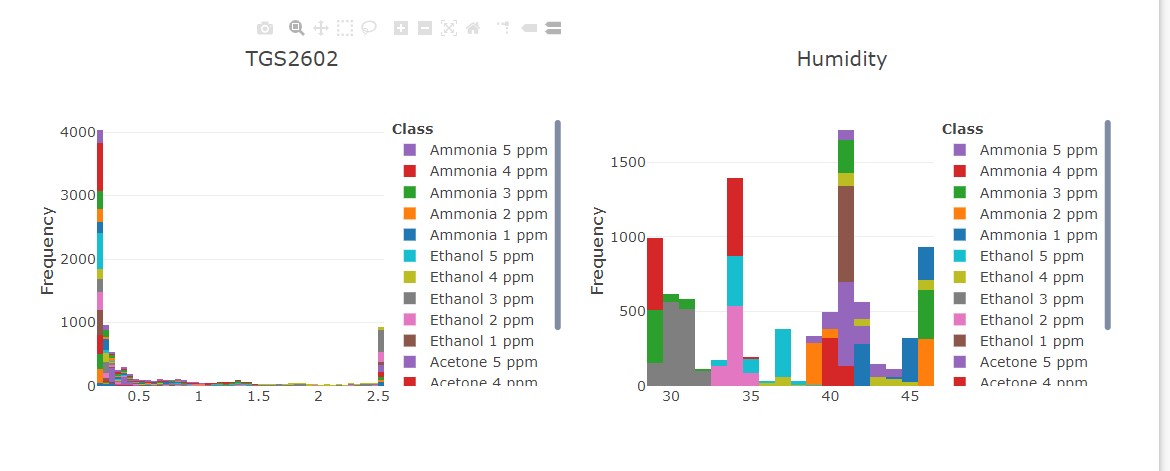 TGS2602
4000
3000
2000
1000
0
Frequency
0.5 1 1.5 2 2.5
Class
Ammonia 5 ppm
Ammonia 4 ppm
Ammonia 3 ppm
Ammonia 2 ppm
Ammonia 1 ppm
Ethanol 5 ppm
Ethanol 4 ppm
Ethanol 3 ppm
Ethanol 2 ppm
Ethanol 1 ppm
Acetone 5 ppm
Acetone 4 ppm
Humidity
1500
1000
500
0
Frequency
30 35 40 45
Class
Ammonia 5 ppm
Ammonia 4 ppm
Ammonia 3 ppm
Ammonia 2 ppm
Ammonia 1 ppm
Ethanol 5 ppm
Ethanol 4 ppm
Ethanol 3 ppm
Ethanol 2 ppm
Ethanol 1 ppm
Acetone 5 ppm
Acetone 4 ppm